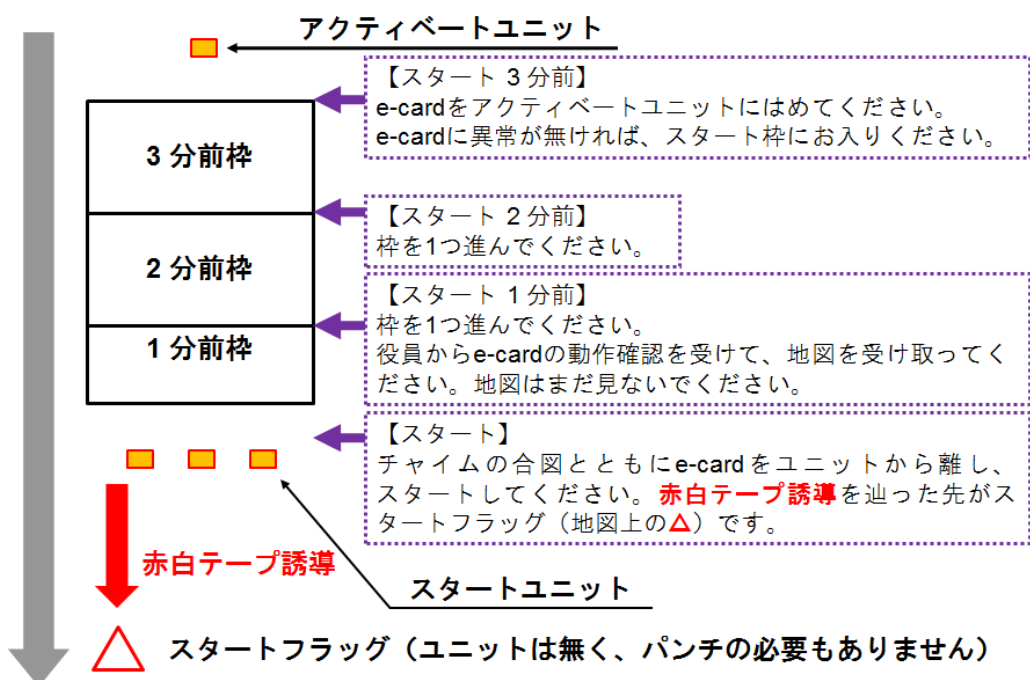 アクティベートユニット
【スタート 3 分前】
e-cardをアクティベートユニットにはめてください。
e-cardに異常が無ければ、スタート枠にお入りください。
3 分前枠
【スタート 2 分前】
枠を1つ進んでください。
2 分前枠
【スタート 1 分前】
枠を1つ進んでください。
役員からe-cardの動作確認を受けて、地図を受け取ってく
ださい。地図はまだ見ないでください。
1 分前枠
【スタート】
チャイムの合図とともにe-cardをユニットから離し、
スタートしてください。赤白テープ誘導を辿った先がス
タートフラッグ（地図上の△）です。
赤白テープ誘導
スタートユニット
スタートフラッグ（ユニットは無く、パンチの必要もありません）